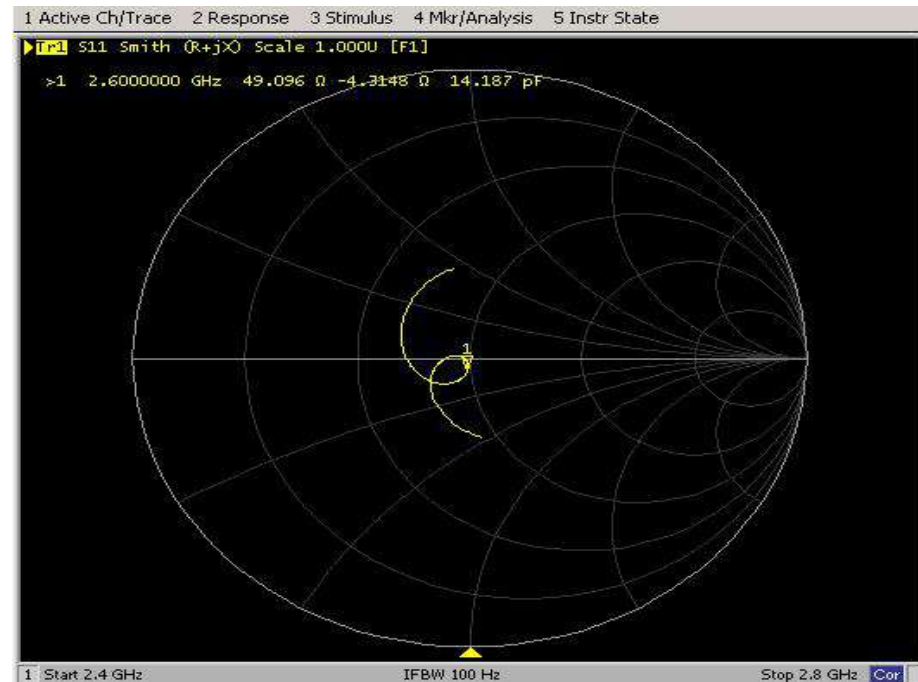 1 Active Ch/Trace 2 Response 3 Stimulus 4 Mkr/Analysis 5 Instr State
Tr1 S11 Smith (R+jX) Scale 1.000U [F1]
>1 2.6000000 GHz 49.096 Ω -4.3148 Ω 14.187 pF
1
1 Start 2.4 GHz IFBW 100 Hz Stop 2.8 GHz Cor